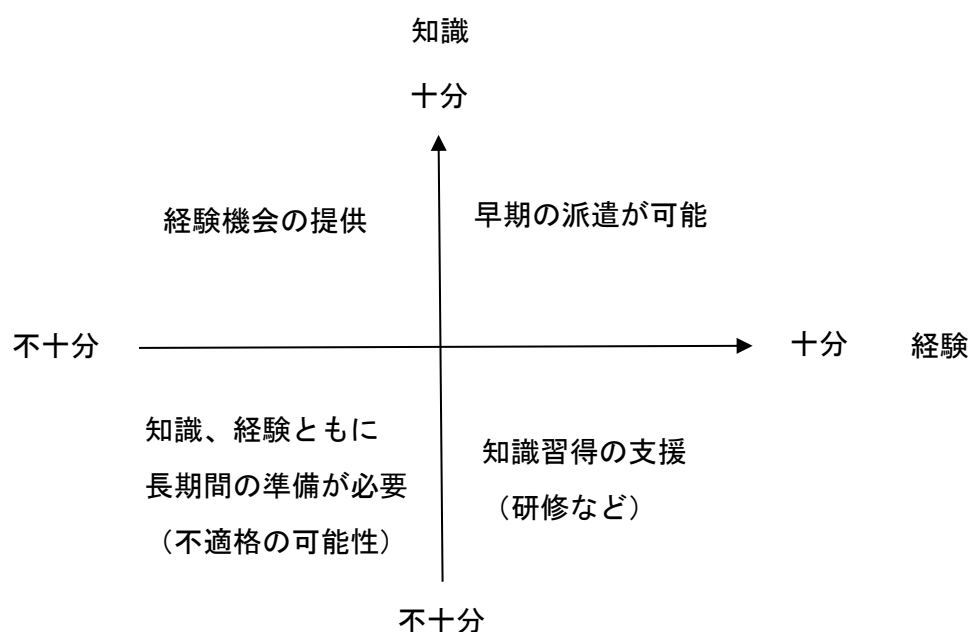 知識
十分
経験機会の提供
早期の派遣が可能
不十分
十分
経験
知識、経験ともに
長期間の準備が必要
（不適格の可能性）
知識習得の支援
（研修など）
不十分